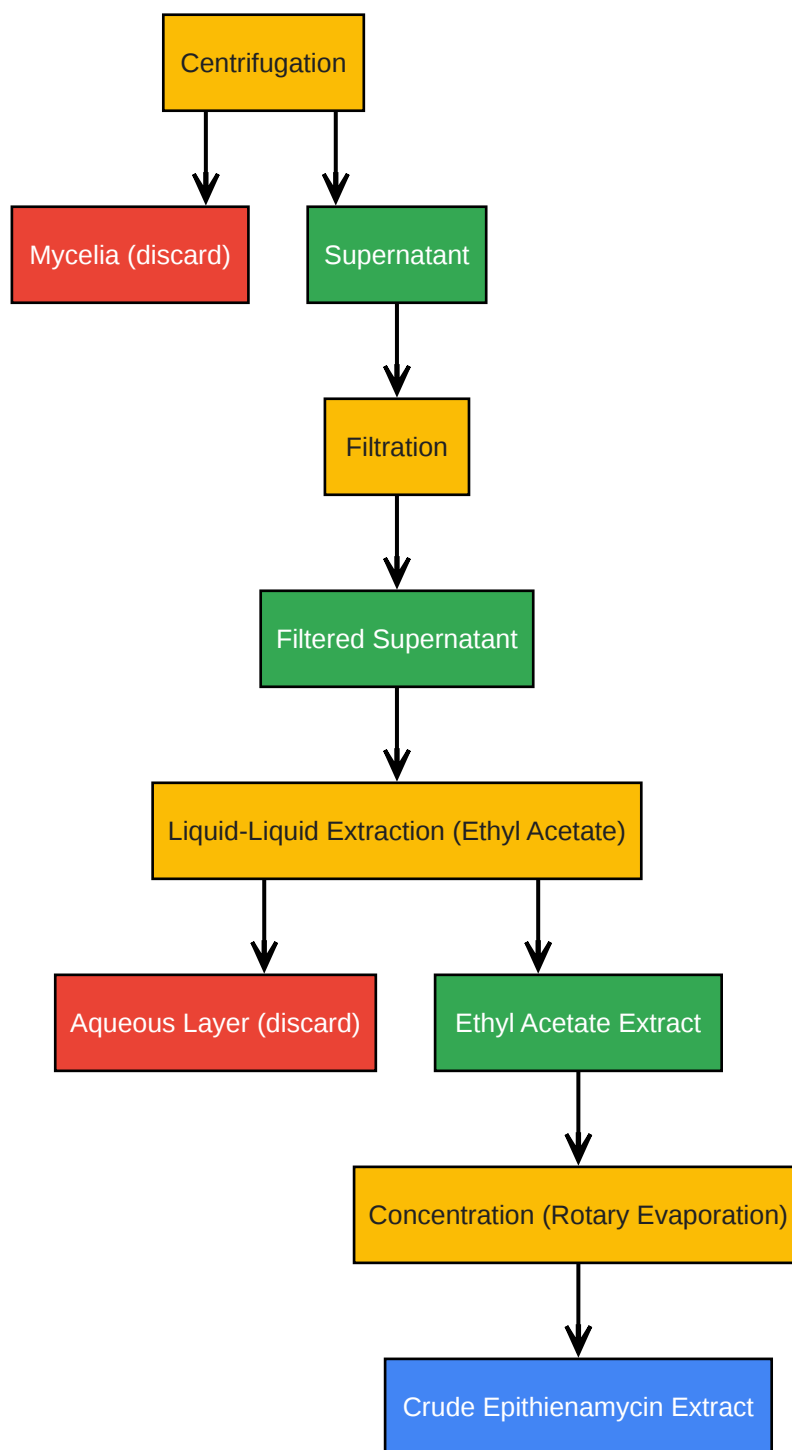 Centrifugation
Mycelia (discard)
Supernatant
Filtration
Filtered Supernatant
Liquid-Liquid Extraction (Ethyl Acetate)
Aqueous Layer (discard)
Ethyl Acetate Extract
Concentration (Rotary Evaporation)
Crude Epithienamycin Extract